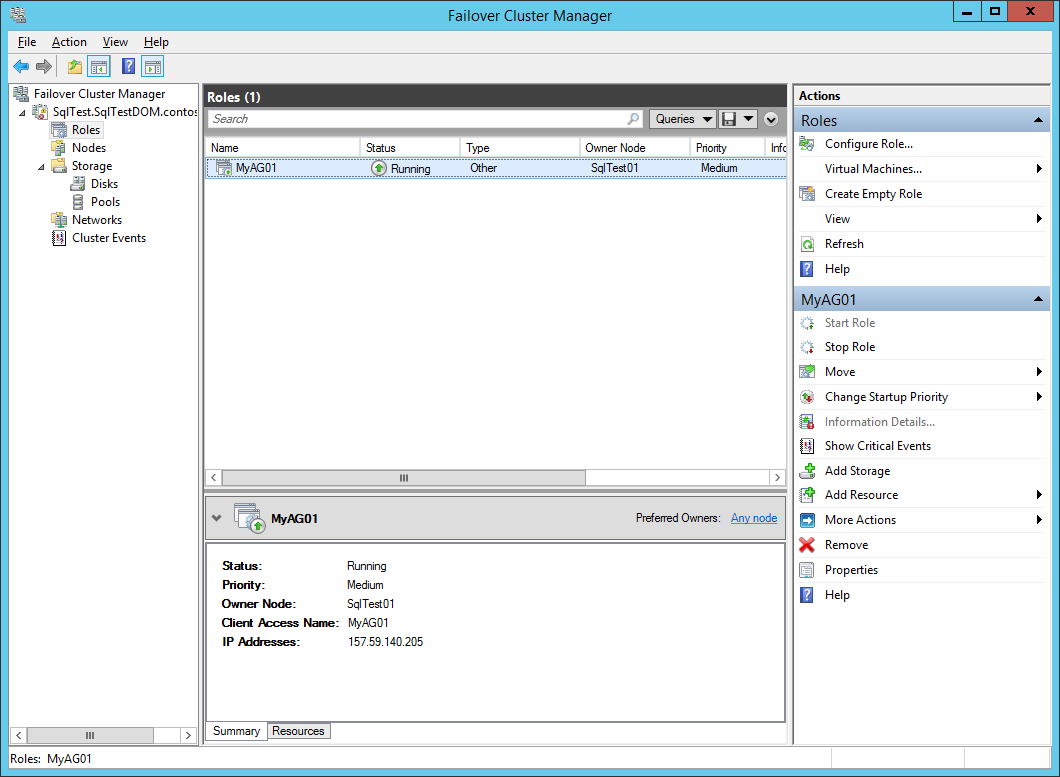 Failover Cluster Manager
File Action View Help
Failover Cluster Manager
SqlTest.SqlTestDOM.contos
Roles
Nodes
Storage
Disks
Pools
Networks
Cluster Events
Roles (1)
Search
Queries
Name Status Type Owner Node Priority Info
MyAG01 Running Other SqlTest01 Medium
MyAG01
Preferred Owners: Any node
Status: Running
Priority: Medium
Owner Node: SqlTest01
Client Access Name: MyAG01
IP Addresses: 157.59.140.205
Summary Resources
Actions
Roles
Configure Role...
Virtual Machines...
Create Empty Role
View
Refresh
Help
MyAG01
Start Role
Stop Role
Move
Change Startup Priority
Information Details...
Show Critical Events
Add Storage
Add Resource
More Actions
Remove
Properties
Help
Roles: MyAG01